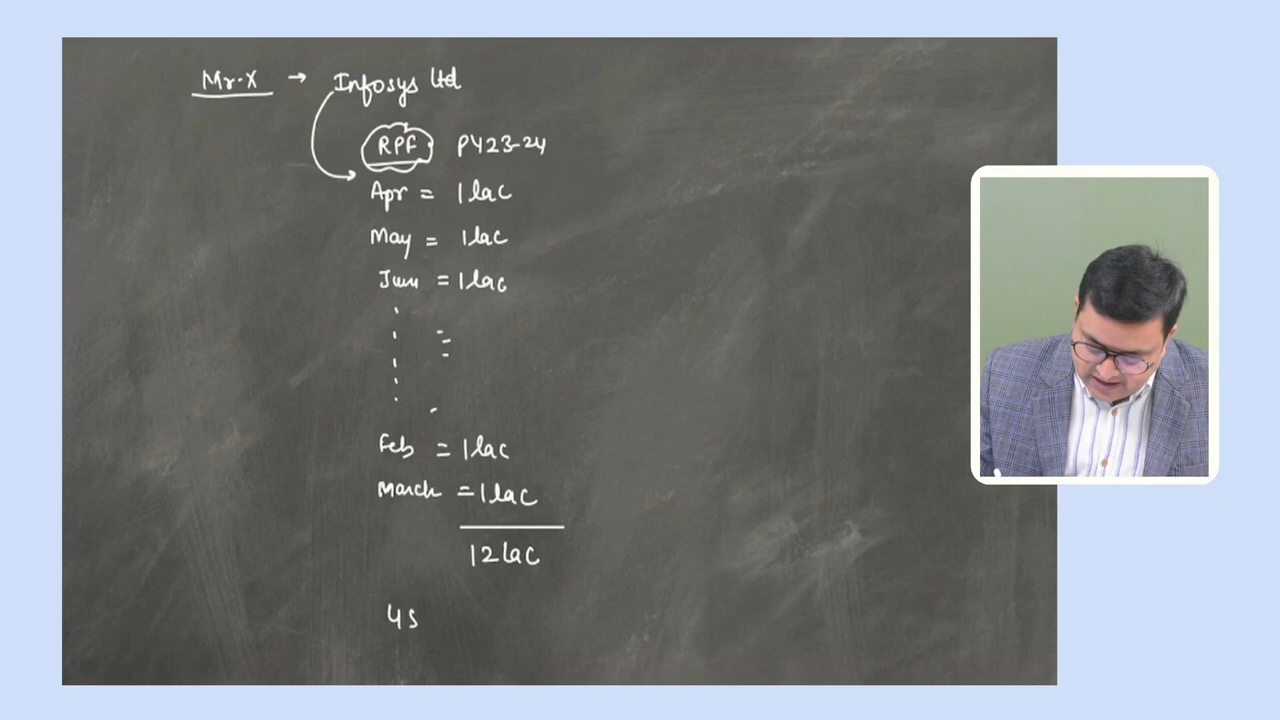 Mr. X → Infosys Ltd
RPF PY23-24
Apr = 1 lac
May = 1 lac
Jun = 1 lac
Feb = 1 lac
March = 1 lac
12 lac
4s